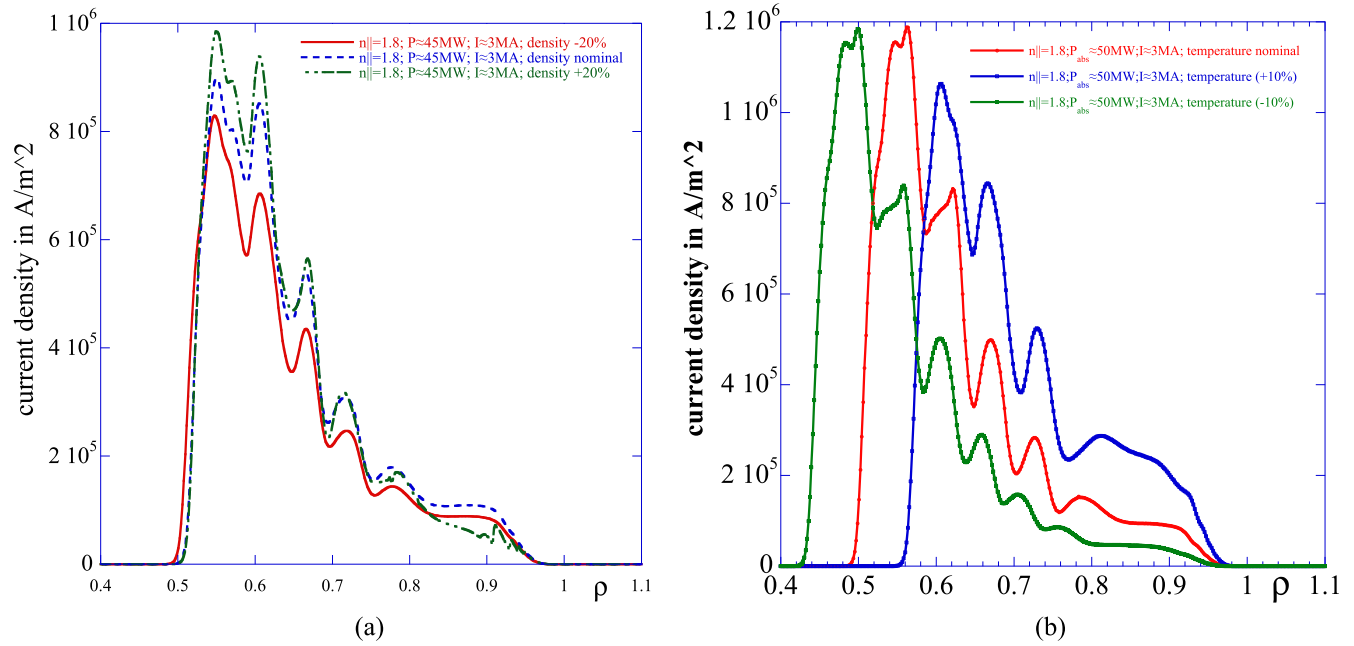 1 10^6
8 10^5
6 10^5
4 10^5
2 10^5
0
current density in A/m^2
n||=1.8; P≈45MW; I≈3MA; density -20%
n||=1.8; P≈45MW; I≈3MA; density nominal
n||=1.8; P≈45MW; I≈3MA; density +20%
0.4 0.5 0.6 0.7 0.8 0.9 1 1.1
ρ
(a)
1.2 10^6
1 10^6
8 10^5
6 10^5
4 10^5
2 10^5
0
current density in A/m^2
n||=1.8;P_abs≈50MW;I≈3MA; temperature nominal
n||=1.8;P_abs≈50MW;I≈3MA; temperature (+10%)
n||=1.8;P_abs≈50MW;I≈3MA; temperature (-10%)
0.4 0.5 0.6 0.7 0.8 0.9 1 ρ 1.1
(b)